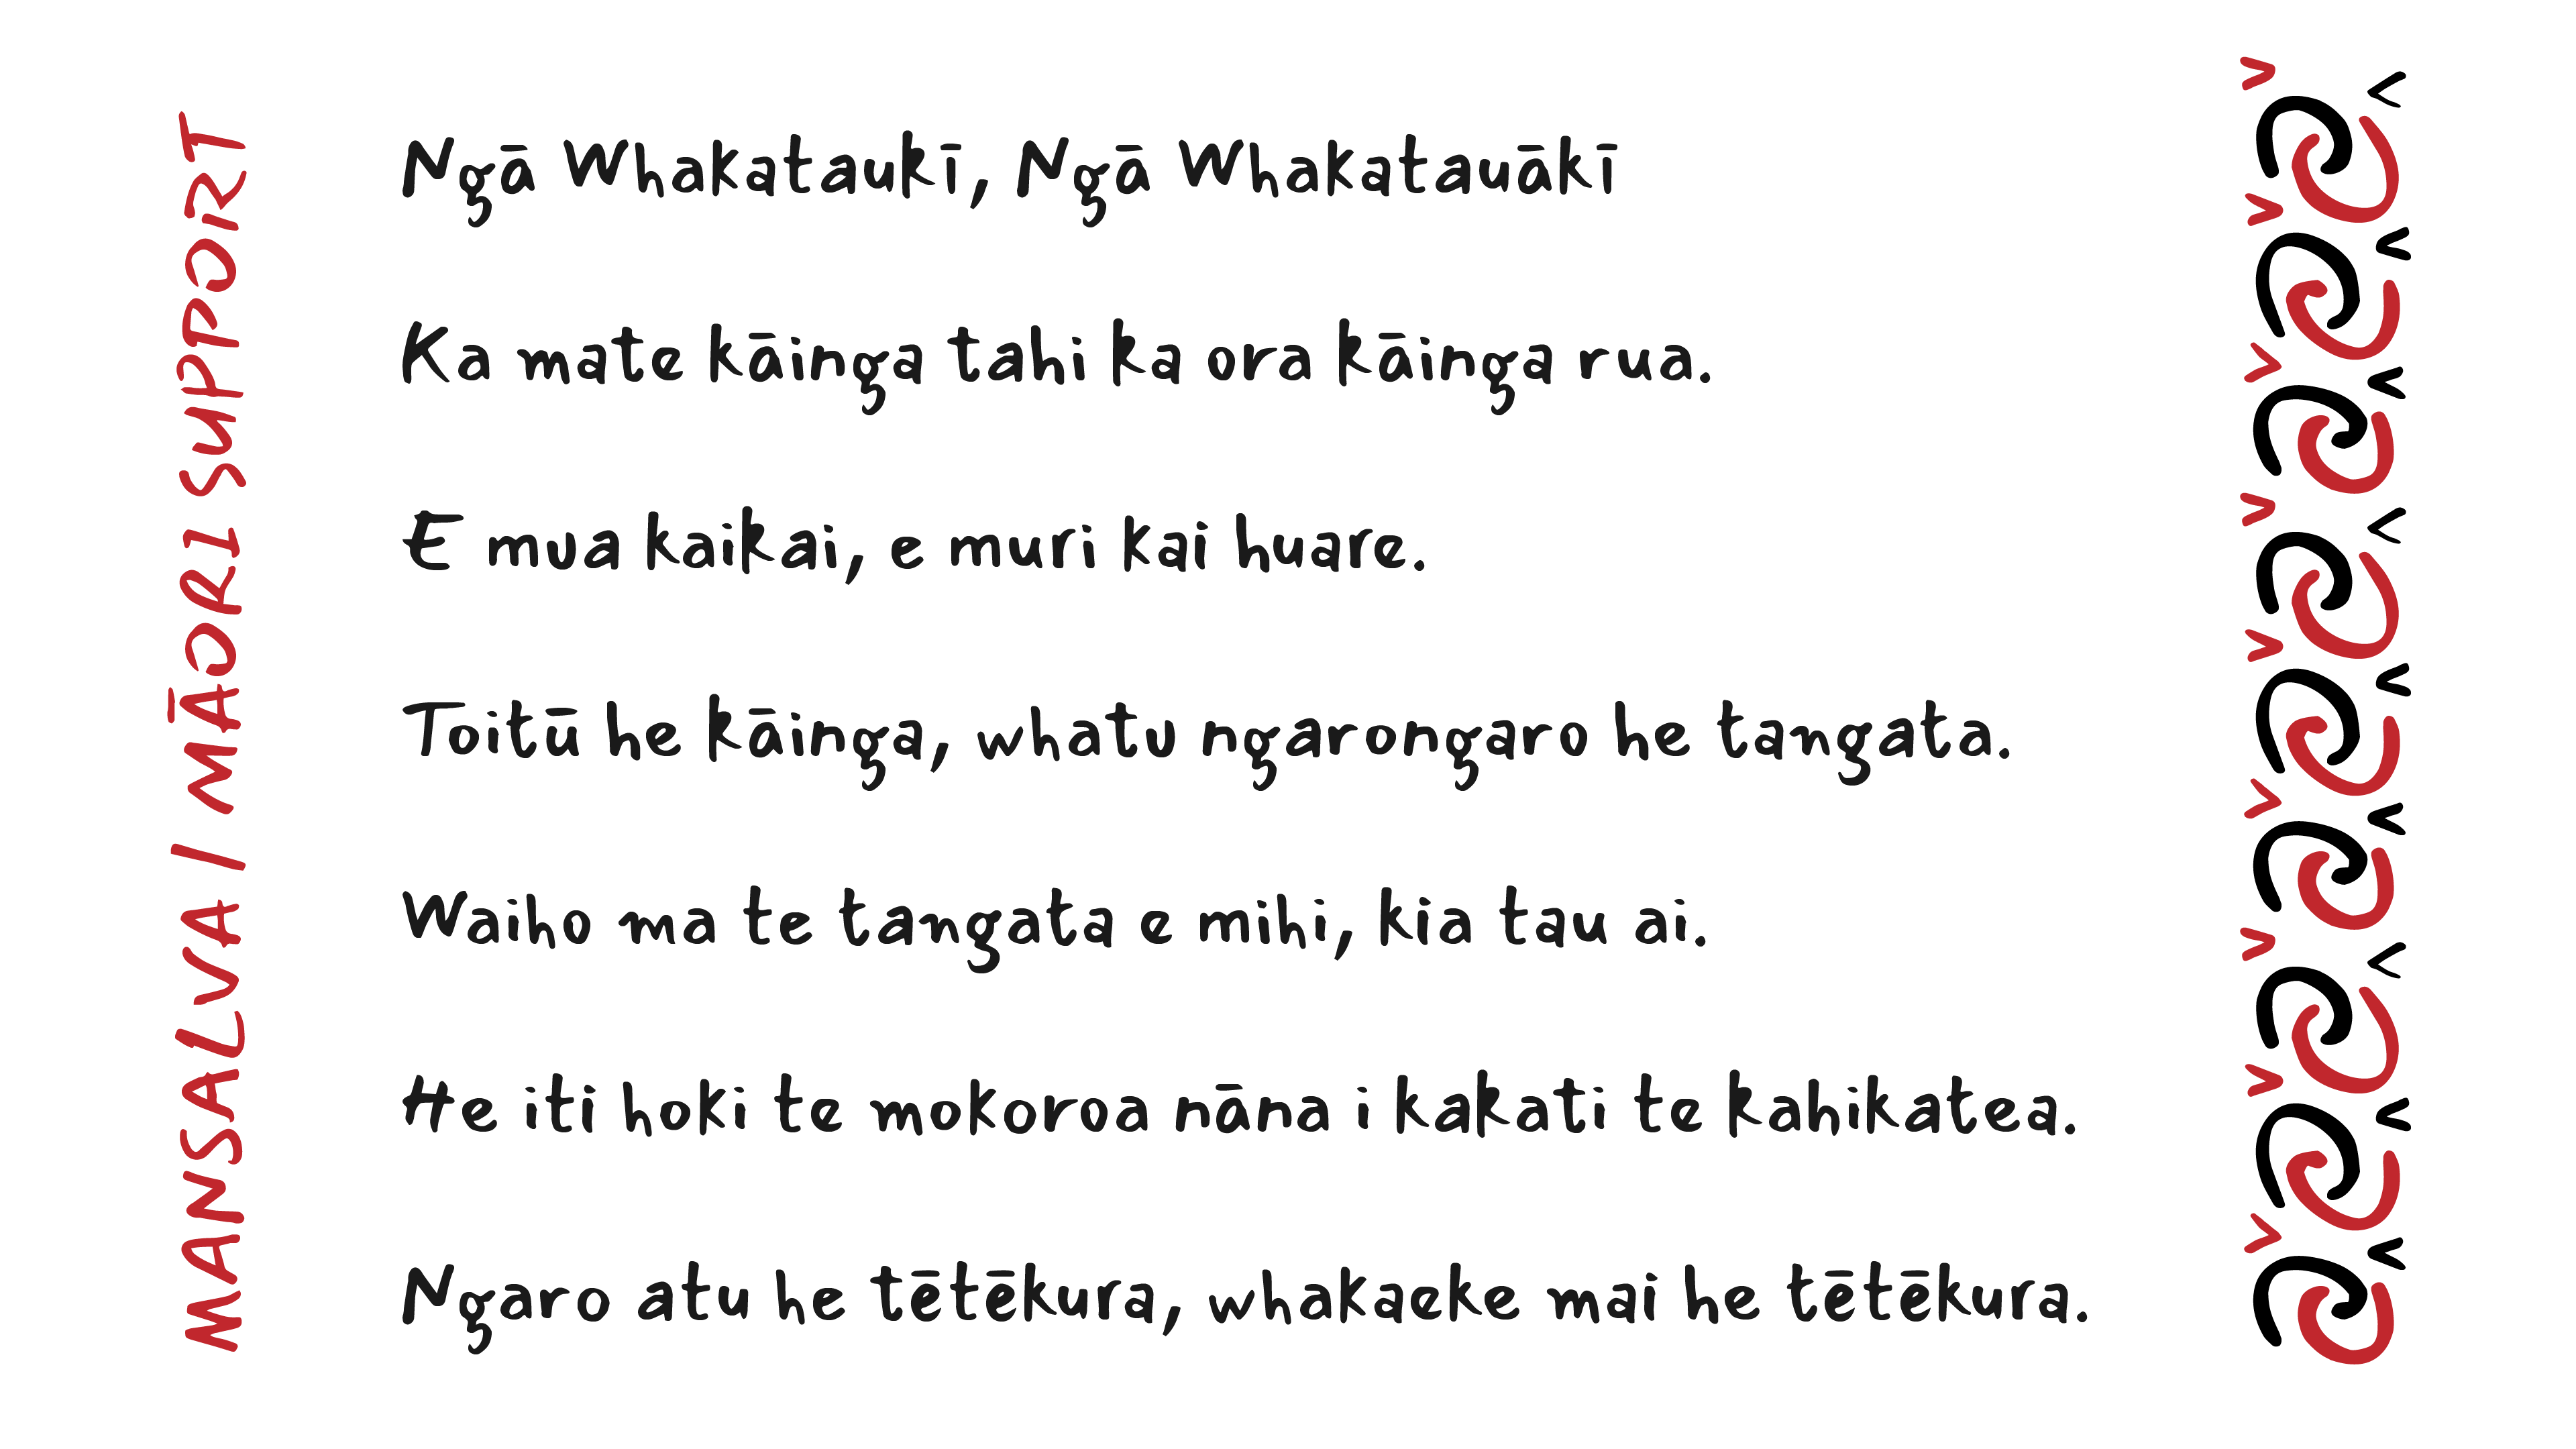 MANSALVA | MĀORI SUPPORT
Ngā Whakataukī, Ngā Whakatauākī
Ka mate kāinga tahi ka ora kāinga rua.
E mua kaikai, e muri kai huare.
Toitū he kāinga, whatu ngarongaro he tangata.
Waiho ma te tangata e mihi, kia tau ai.
He iti hoki te mokoroa nāna i kakati te kahikatea.
Ngaro atu he tētēkura, whakaeke mai he tētēkura.